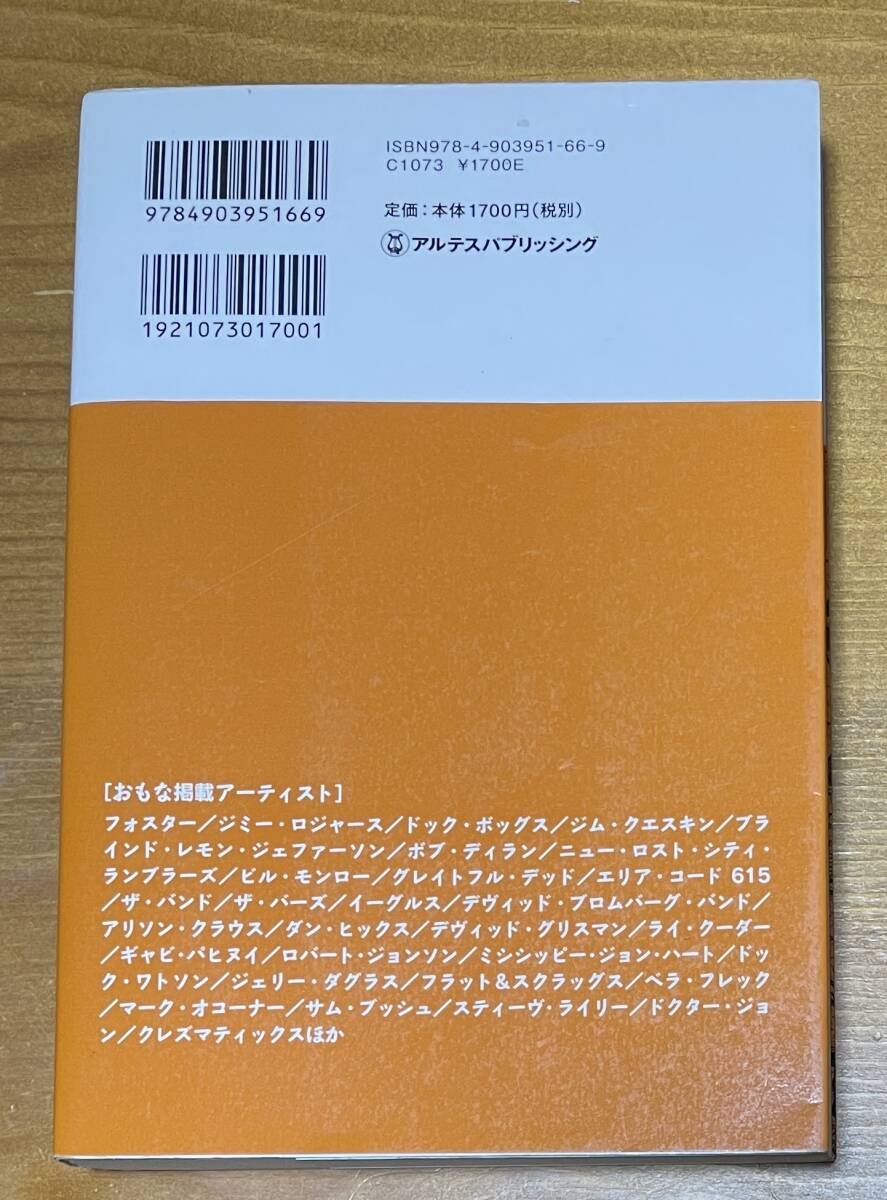 ISBN978-4-903951-66-9
C1073 ¥1700E
9784903951669
定価：本体1700円（税別）
アルテスパブリッシング
1921073017001
［おもな掲載アーティスト］
フォスター／ジミー・ロジャース／ドック・ボッグス／ジム・クエスキン／ブラ
インド・レモン・ジェファーソン／ボブ・ディラン／ニュー・ロスト・シティ・
ランブラーズ／ビル・モンロー／グレイトフル・デッド／エリア・コード 615
／ザ・バンド／ザ・バーズ／イーグルス／デヴィッド・ブロムバーグ・バンド／
アリソン・クラウス／ダン・ヒックス／デヴィッド・グリスマン／ライ・クーダー
／ギャビ・パヒヌイ／ロバート・ジョンソン／ミシシッピー・ジョン・ハート／ドッ
ク・ワトソン／ジェリー・ダグラス／フラット＆スクラッグス／ベラ・フレック
／マーク・オコーナー／サム・ブッシュ／スティーヴ・ライリー／ドクター・ジョ
ン／クレズマティックスほか